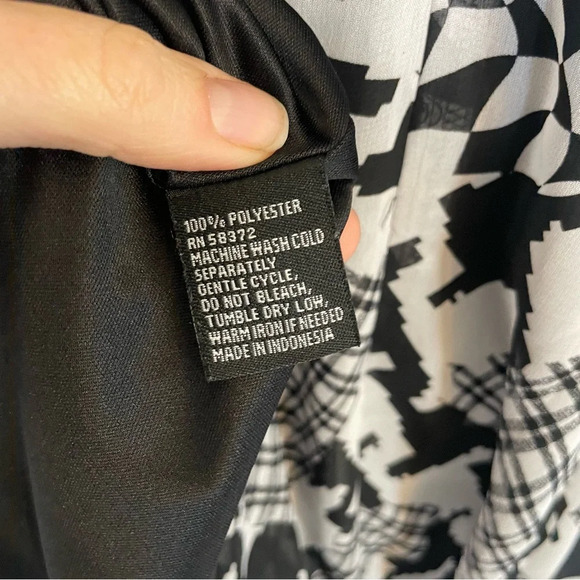 100% POLYESTER
RN 58372
MACHINE WASH COLD
SEPARATELY
GENTLE CYCLE,
DO NOT BLEACH,
TUMBLE DRY LOW,
WARM IRON IF NEEDED
MADE IN INDONESIA